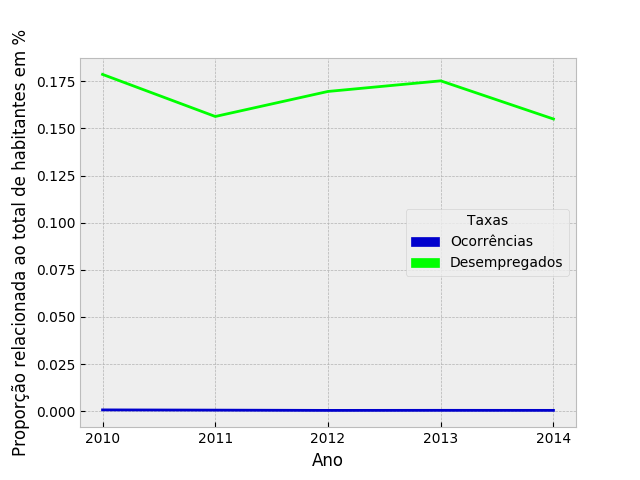 Proporção relacionada ao total de habitantes em %
0.175
0.150
0.125
0.100
0.075
0.050
0.025
0.000
Taxas
Ocorrências
Desempregados
2010 2011 2012 2013 2014
Ano